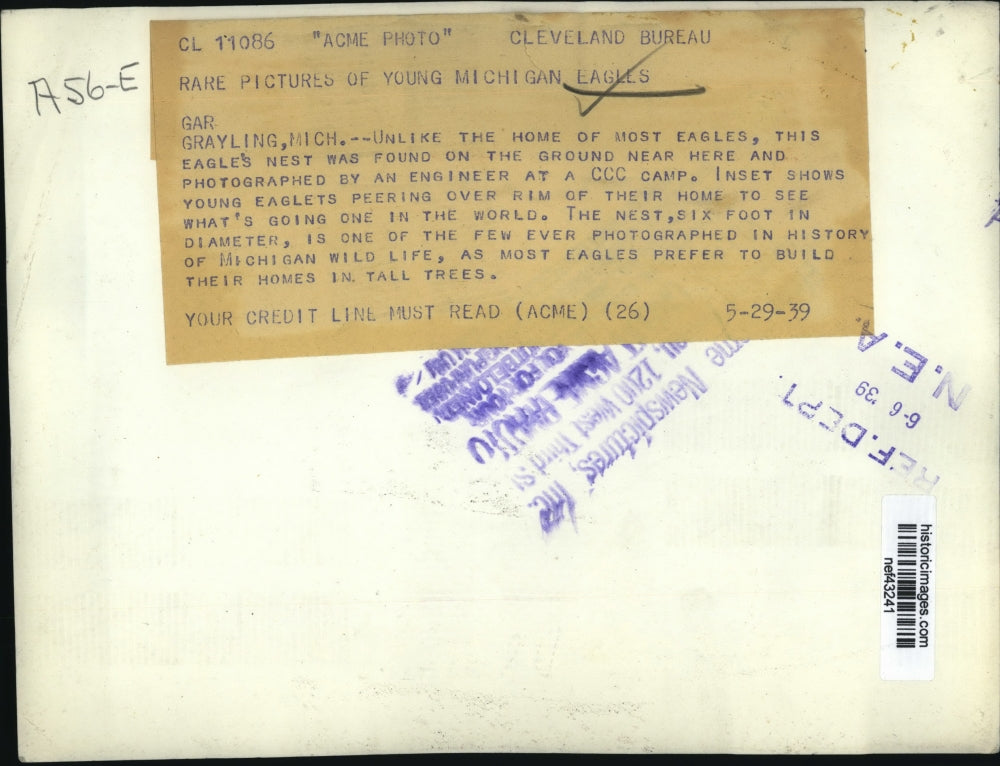 A56-E
CL 11086 "ACME PHOTO" CLEVELAND BUREAU
RARE PICTURES OF YOUNG MICHIGAN EAGLES
GAR
GRAYLING,MICH.--UNLIKE THE HOME OF MOST EAGLES, THIS
EAGLE'S NEST WAS FOUND ON THE GROUND NEAR HERE AND
PHOTOGRAPHED BY AN ENGINEER AT A CCC CAMP. INSET SHOWS
YOUNG EAGLETS PEERING OVER RIM OF THEIR HOME TO SEE
WHAT'S GOING ONE IN THE WORLD. THE NEST,SIX FOOT IN
DIAMETER, IS ONE OF THE FEW EVER PHOTOGRAPHED IN HISTORY
OF MICHIGAN WILD LIFE, AS MOST EAGLES PREFER TO BUILD
THEIR HOMES IN TALL TREES.
YOUR CREDIT LINE MUST READ (ACME) (26) 5-29-39
Newspictures, Inc.
1200 West Third St
PHOTO
N.E.A.
6-6 '39
REF.DEPT.
historicimages.com
nef43241